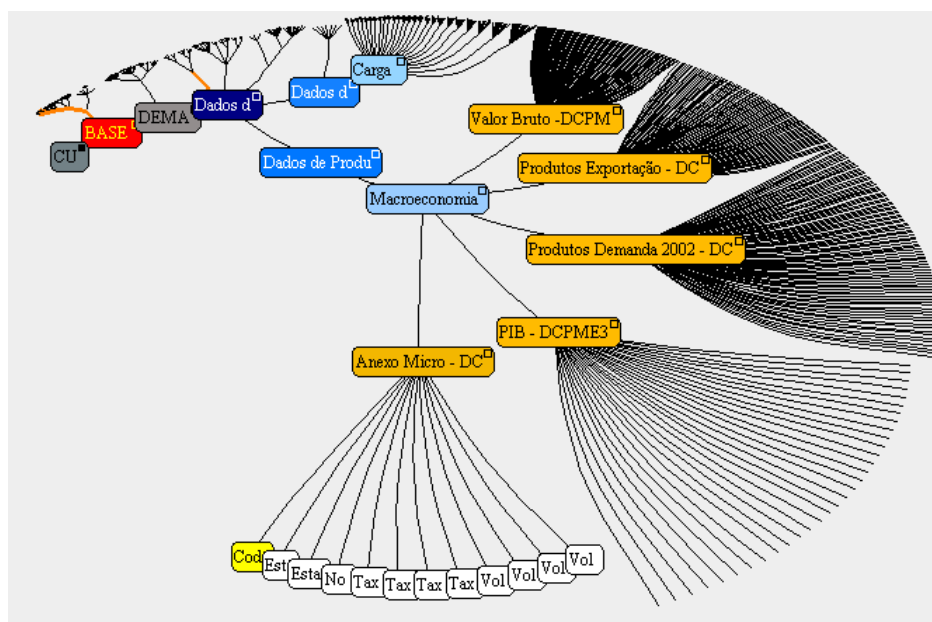 Carga
Dados d
Dados d
DEMA
BASE
CU
Valor Bruto -DCPM
Dados de Produ
Produtos Exportação - DC
Macroeconomia
Produtos Demanda 2002 - DC
PIB - DCPME3
Anexo Micro - DC
Cod
Est
Esta
No
Tax
Tax
Tax
Tax
Vol
Vol
Vol
Vol